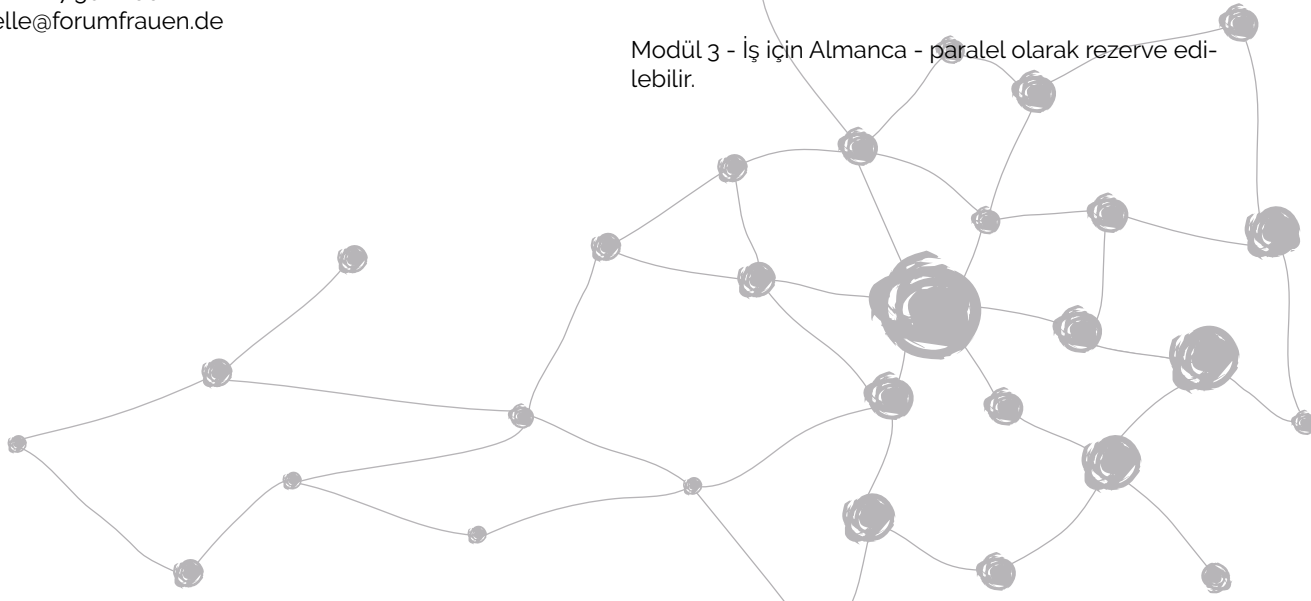 elle@forumfrauen.de
Modül 3 - İş için Almanca - paralel olarak rezerve edi-
lebilir.